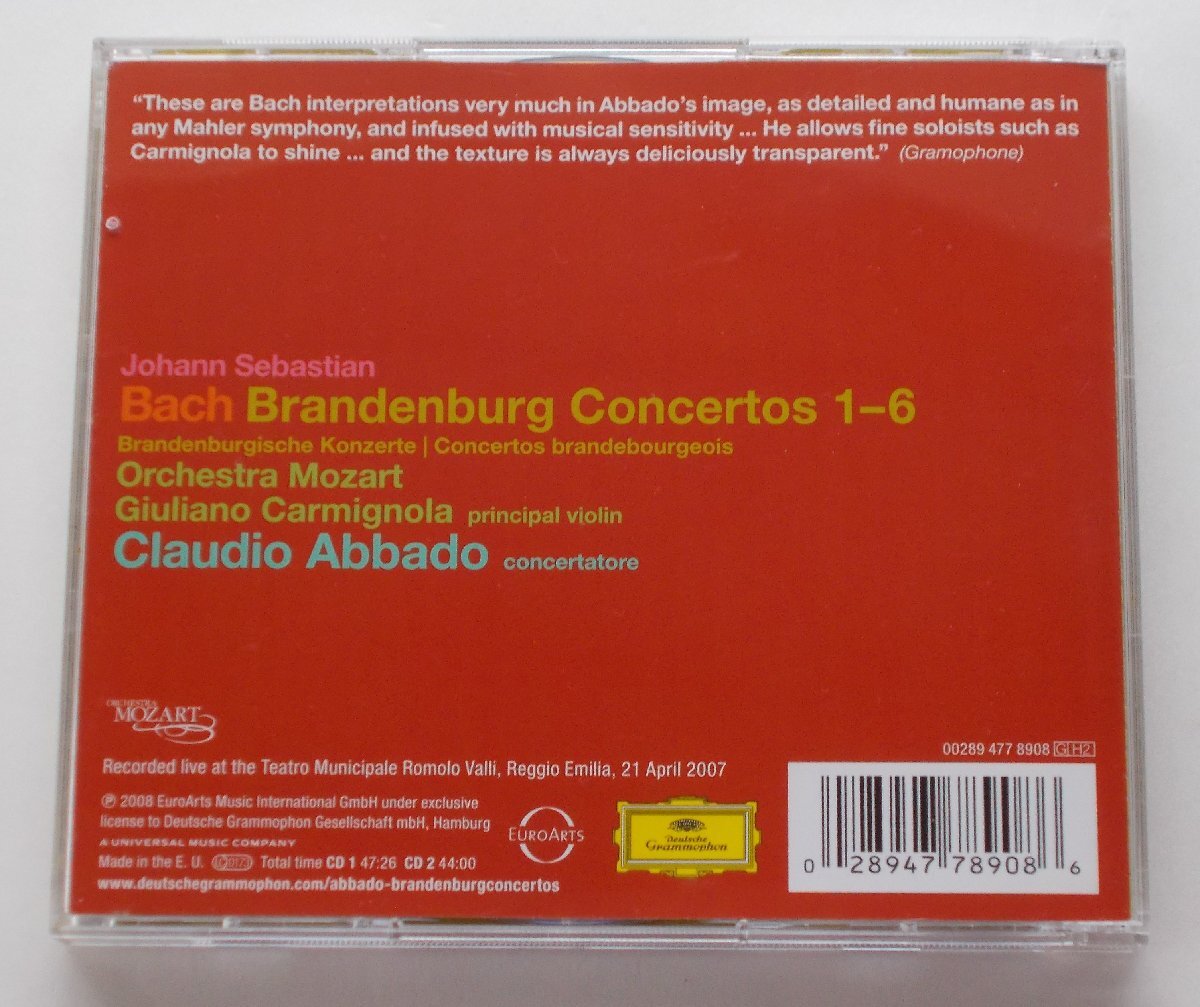 “These are Bach interpretations very much in Abbado’s image, as detailed and humane as in
any Mahler symphony, and infused with musical sensitivity ... He allows fine soloists such as
Carmignola to shine ... and the texture is always deliciously transparent.” (Gramophone)
Johann Sebastian
Bach Brandenburg Concertos 1–6
Brandenburgische Konzerte | Concertos brandebourgeois
Orchestra Mozart
Giuliano Carmignola principal violin
Claudio Abbado concertatore
ORCHESTRA
MOZART
00289 477 8908 GH2
Recorded live at the Teatro Municipale Romolo Valli, Reggio Emilia, 21 April 2007
℗ 2008 EuroArts Music International GmbH under exclusive
license to Deutsche Grammophon Gesellschaft mbH, Hamburg
A UNIVERSAL MUSIC COMPANY
Made in the E. U. LC 0173 Total time CD 1 47:26 CD 2 44:00
www.deutschegrammophon.com/abbado-brandenburgconcertos
EUROARTS
Deutsche
Grammophon
0 28947 78908 6